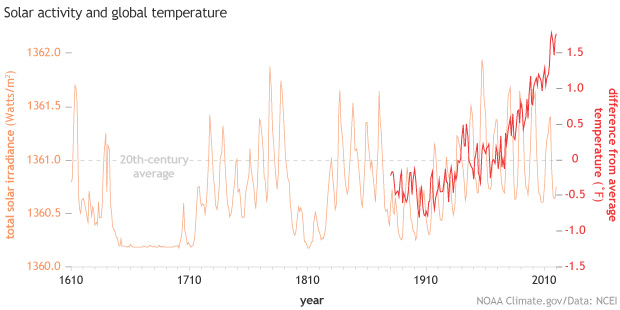 Solar activity and global temperature
total solar irradiance (Watts/m²)
1362.0
1361.5
1361.0
1360.5
1360.0
20th-century
average
1.5
1.0
0.5
0
-0.5
-1.0
-1.5
difference from average
temperature (°F)
1610
1710
1810
1910
2010
year
NOAA Climate.gov/Data: NCEI